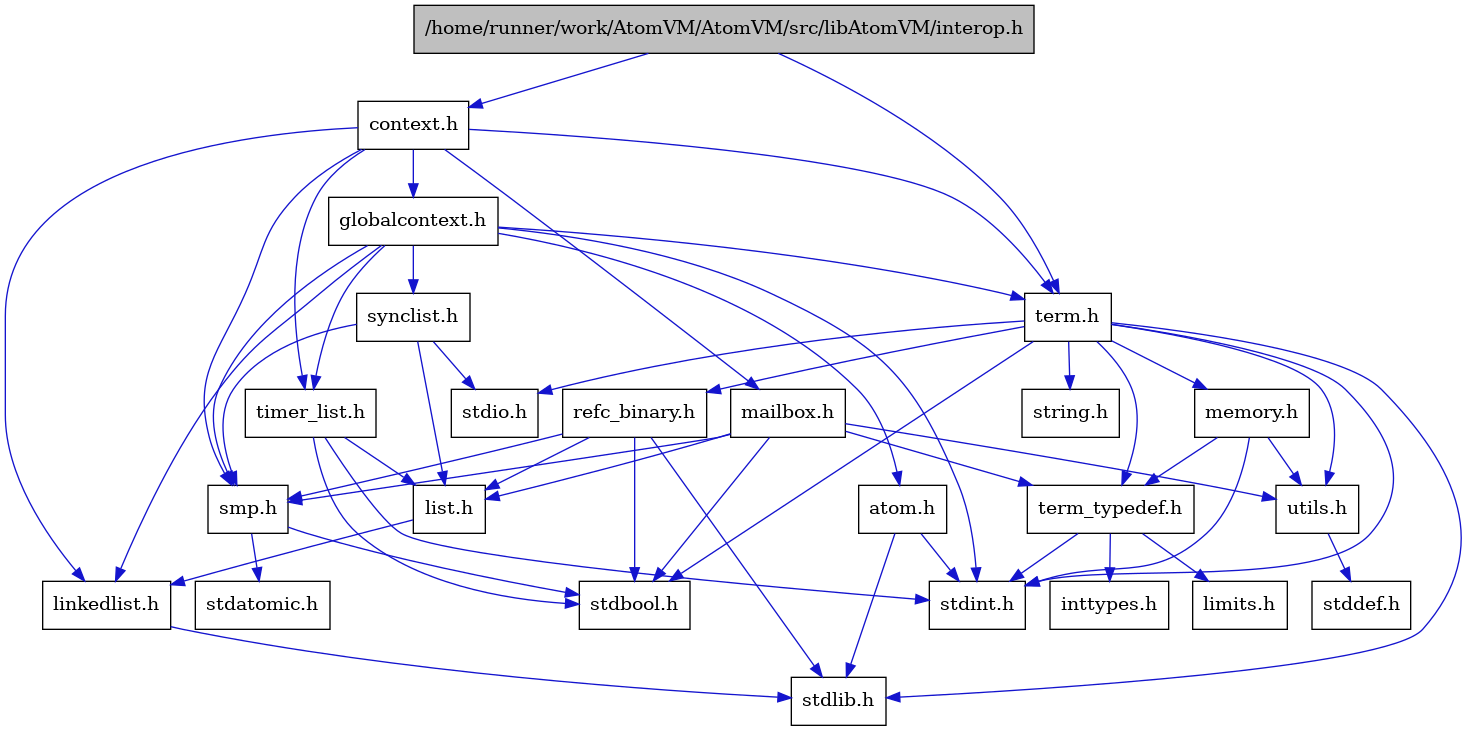 /home/runner/work/AtomVM/AtomVM/src/libAtomVM/interop.h
context.h
globalcontext.h
synclist.h
term.h
timer_list.h
stdio.h
refc_binary.h
mailbox.h
string.h
memory.h
smp.h
list.h
atom.h
term_typedef.h
utils.h
linkedlist.h
stdatomic.h
stdbool.h
stdint.h
inttypes.h
limits.h
stddef.h
stdlib.h